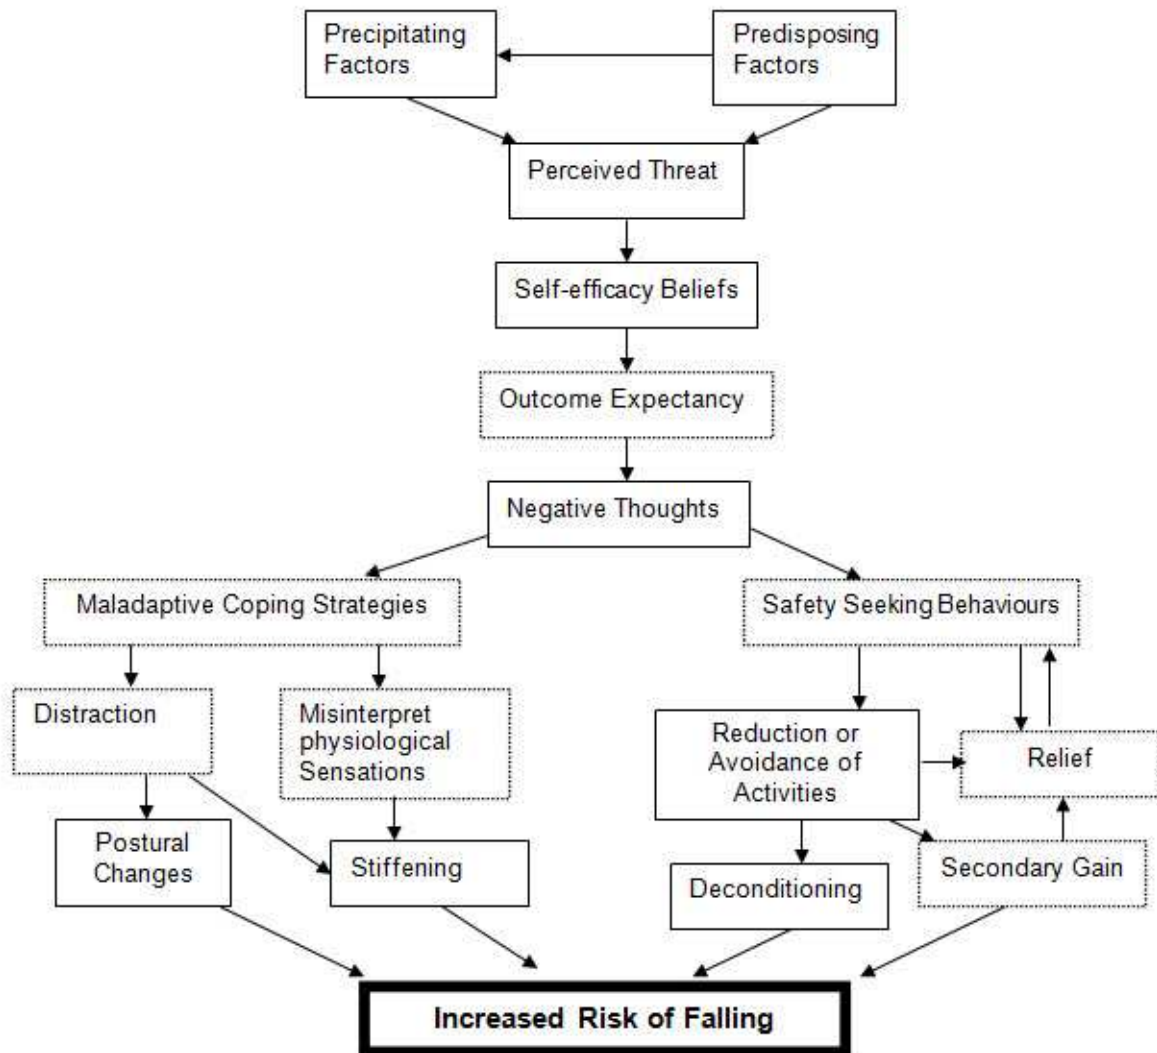 Precipitating
Factors
Predisposing
Factors
Perceived Threat
Self-efficacy Beliefs
Outcome Expectancy
Negative Thoughts
Maladaptive Coping Strategies
Safety Seeking Behaviours
Distraction
Misinterpret
physiological
Sensations
Reduction or
Avoidance of
Activities
Relief
Postural
Changes
Stiffening
Deconditioning
Secondary Gain
Increased Risk of Falling